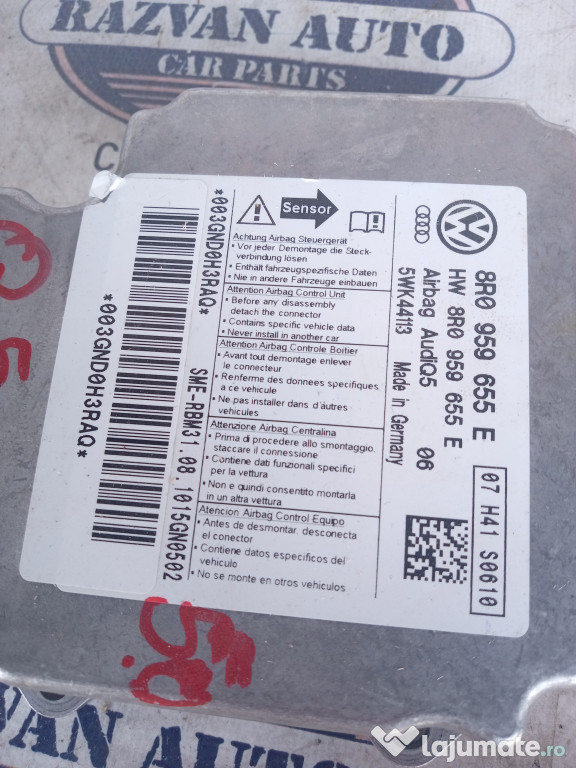 RAZVAN AUTO
CAR PARTS
8R0 959 655 E
HW 8R0 959 655 E
Airbag AudiQ5 06
5WK44113 Made in Germany
07 H41 S0610
Sensor
Achtung Airbag Steuergerät
• Vor jeder Demontage die Steck-
verbindung lösen
• Enthält fahrzeugspezifische Daten
• Nie in andere Fahrzeuge einbauen
Attention Airbag Control Unit
• Before any disassembly
detach the connector
• Contains specific vehicle data
• Never install in another car
Attention Airbag Controle Boitier
• Avant tout demontage enlever
le connecteur
• Renferme des donnees specifiques
a ce vehicule
• Ne pas installer dans d'autres
vehicules
Attenzione Airbag Centralina
• Prima di procedere allo smontaggio
staccare il connessione
• Contiene dati funzionali specifici
per la vettura
• Non e quindi consentito montarla
in un altra vettura
Atencion Airbag Control Equipo
• Antes de desmontar, desconecta
el conector
• Contiene datos especificos del
vehiculo
• No se monte en otros vehiculos
*003GND0H3RAQ*
SME-RBM31.08.1015GN0502
*003GND0H3RAQ*
50
VAN AUTO
lajumate.ro